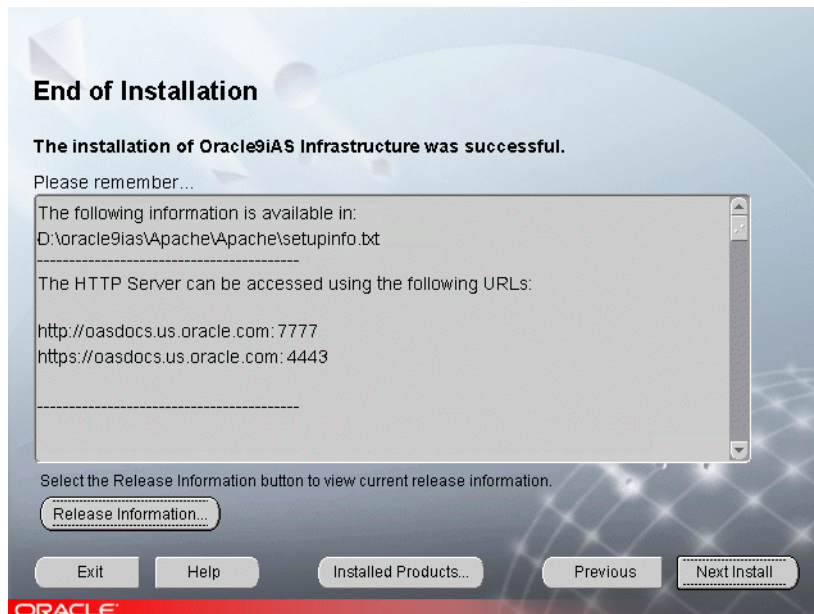 End of Installation
The installation of Oracle9iAS Infrastructure was successful.
Please remember...
The following information is available in:
D:\oracle9ias\Apache\Apache\setupinfo.txt
-----------------------------------------
The HTTP Server can be accessed using the following URLs:
http://oasdocs.us.oracle.com:7777
https://oasdocs.us.oracle.com:4443
-----------------------------------------
Select the Release Information button to view current release information.
Release Information...
Exit Help Installed Products... Previous Next Install
ORACLE